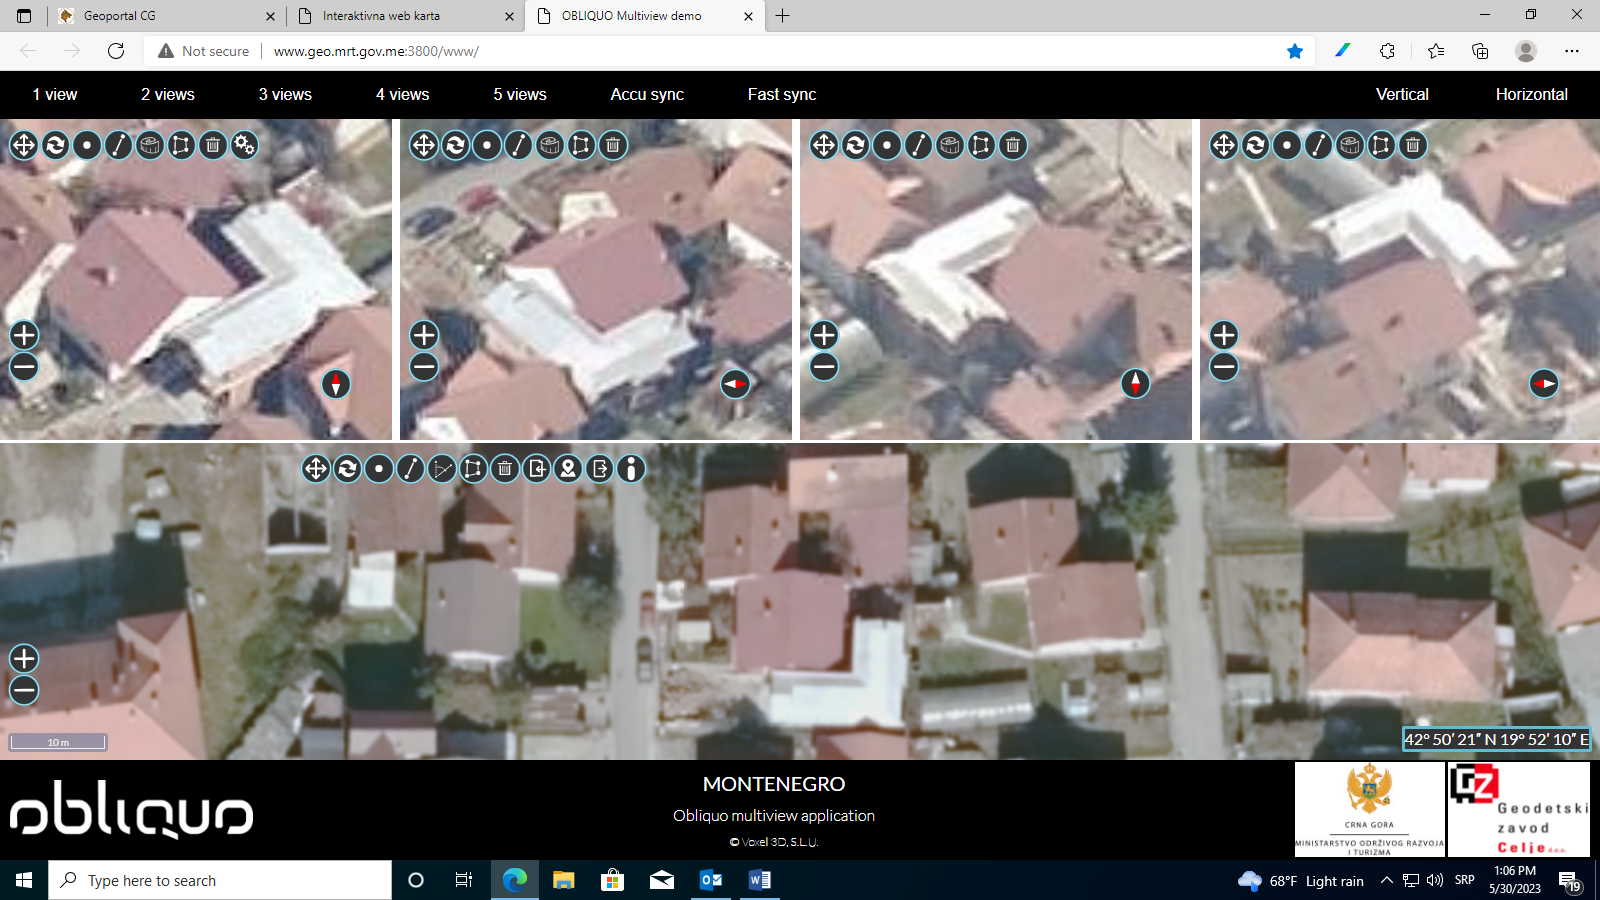 Geoportal CG
Interaktivna web karta
OBLIQUO Multiview demo
Not secure
www.geo.mrt.gov.me:3800/www/
1 view
2 views
3 views
4 views
5 views
Accu sync
Fast sync
Vertical
Horizontal
10 m
42° 50′ 21″ N 19° 52′ 10″ E
obliquo
MONTENEGRO
Obliquo multiview application
© Voxel 3D, S.L.U.
CRNA GORA
MINISTARSTVO ODRŽIVOG RAZVOJA
I TURIZMA
GZ
Geodetski
zavod
Celje d.o.o.
Type here to search
68°F Light rain
SRP
1:06 PM
5/30/2023
19